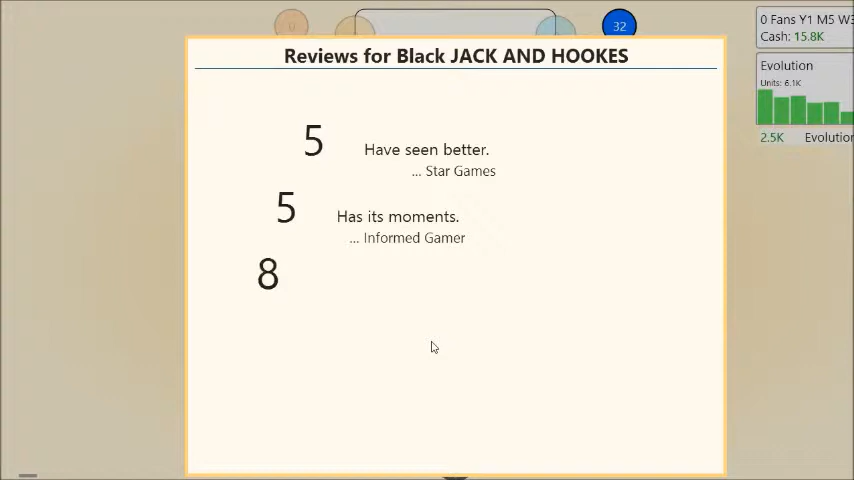 32
0 Fans Y1 M5 W3
Cash: 15.8K
Reviews for Black JACK AND HOOKES
Evolution
Units: 6.1K
2.5K Evolution
5 Have seen better.
... Star Games
5 Has its moments.
... Informed Gamer
8